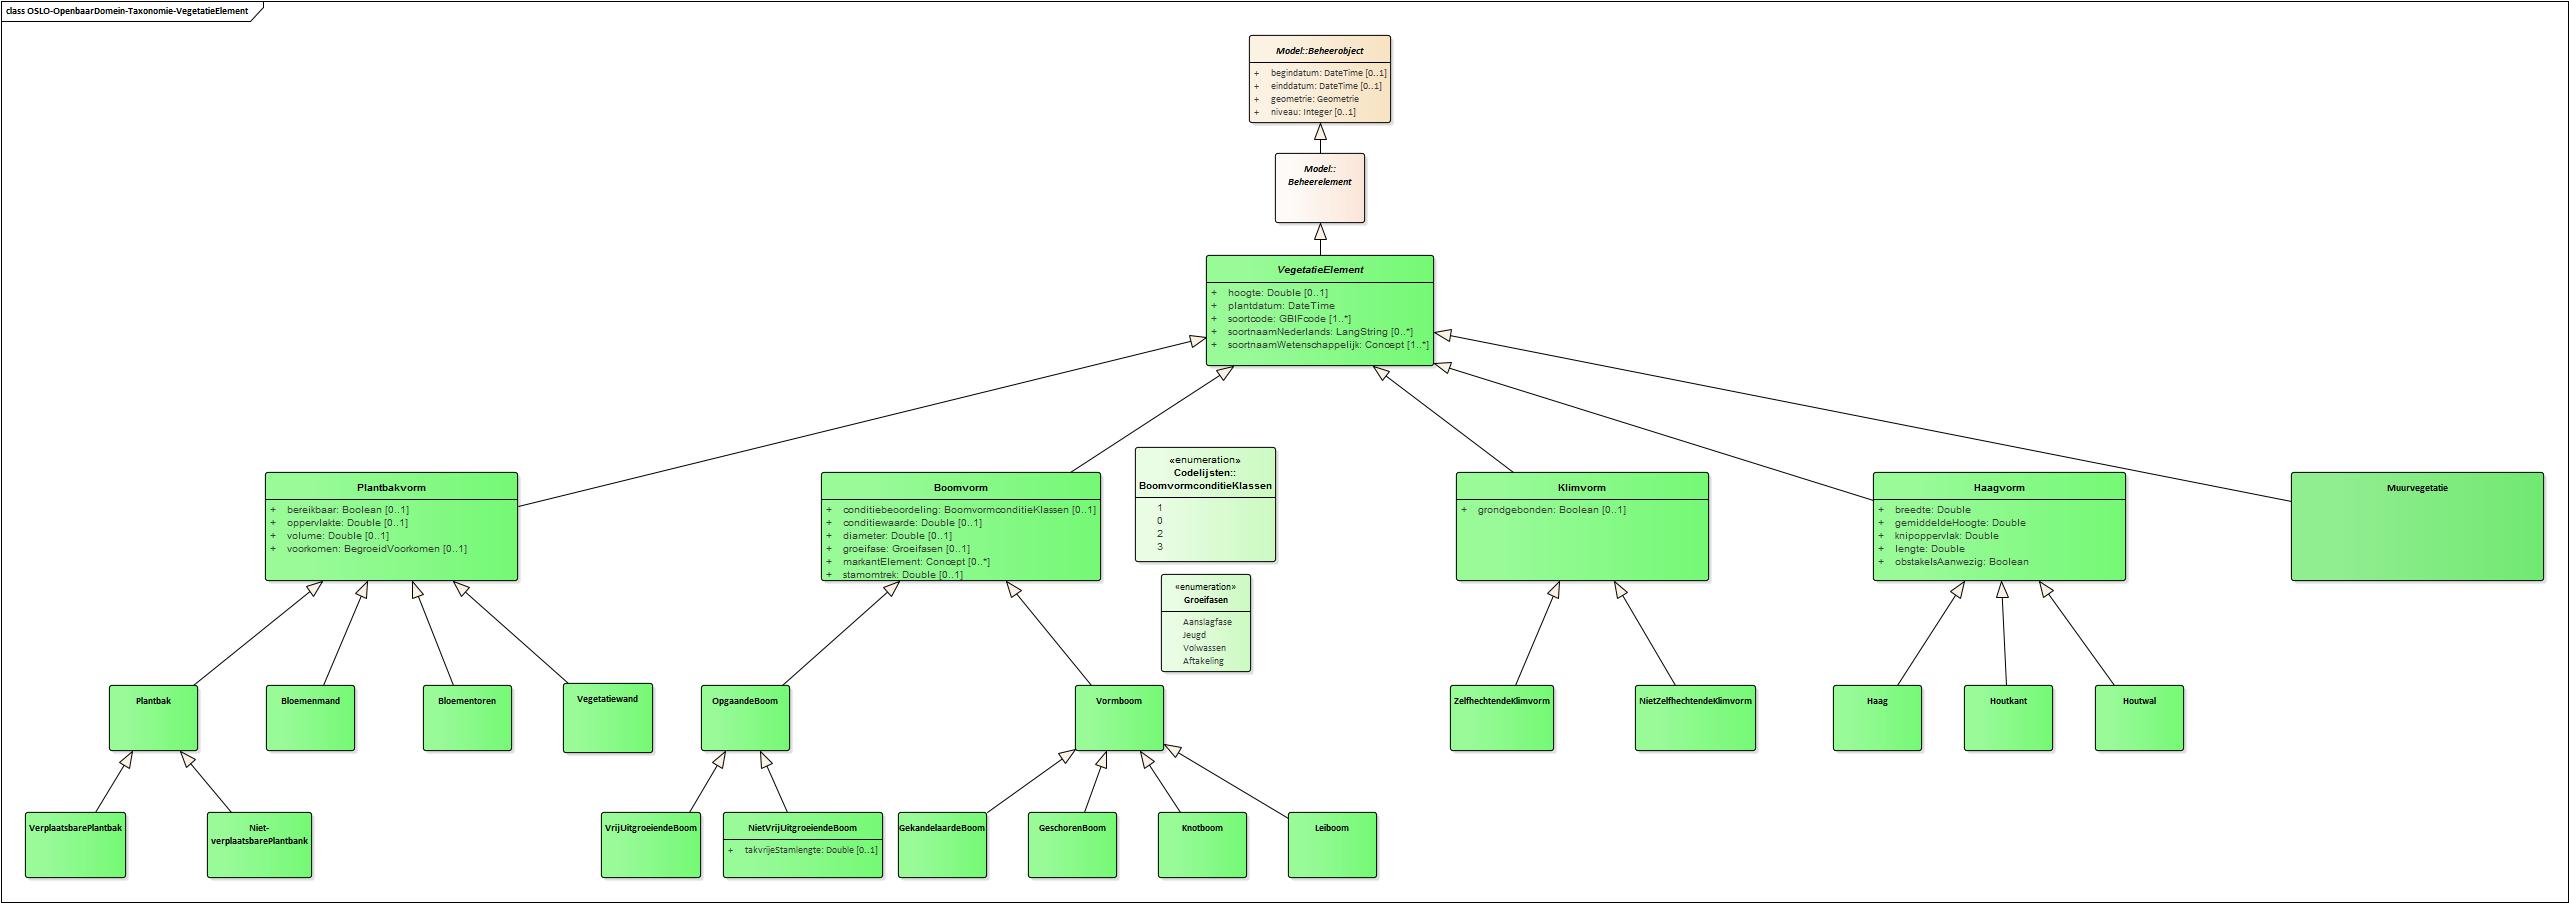 class OSLO-OpenbaarDomein-Taxonomie-VegetatieElement
Model::Beheerobject
+ begindatum: DateTime [0..1]
+ einddatum: DateTime [0..1]
+ geometrie: Geometrie
+ niveau: Integer [0..1]
Model::
Beheerelement
VegetatieElement
+ hoogte: Double [0..1]
+ plantdatum: DateTime
+ soortcode: GBIFcode [1..*]
+ soortnaamNederlands: LangString [0..*]
+ soortnaamWetenschappelijk: Concept [1..*]
Plantbakvorm
+ bereikbaar: Boolean [0..1]
+ oppervlakte: Double [0..1]
+ volume: Double [0..1]
+ voorkomen: BegroeidVoorkomen [0..1]
Boomvorm
+ conditiebeoordeling: BoomvormconditieKlassen [0..1]
+ conditiewaarde: Double [0..1]
+ diameter: Double [0..1]
+ groeifase: Groeifasen [0..1]
+ markantElement: Concept [0..*]
+ stamomtrek: Double [0..1]
«enumeration»
Codelijsten::
BoomvormconditieKlassen
1
0
2
3
«enumeration»
Groeifasen
Aanslagfase
Jeugd
Volwassen
Aftakeling
Klimvorm
+ grondgebonden: Boolean [0..1]
Haagvorm
+ breedte: Double
+ gemiddeldeHoogte: Double
+ knipoppervlak: Double
+ lengte: Double
+ obstakelsAanwezig: Boolean
Muurvegetatie
Plantbak
Bloemenmand
Bloementoren
Vegetatiewand
OpgaandeBoom
Vormboom
ZelfhechtendeKlimvorm
NietZelfhechtendeKlimvorm
Haag
Houtkant
Houtwal
VerplaatsbarePlantbak
Niet-
verplaatsbarePlantbank
VrijUitgroeiendeBoom
NietVrijUitgroeiendeBoom
+ takvrijeStamlengte: Double [0..1]
GekandelaardeBoom
GeschorenBoom
Knotboom
Leiboom